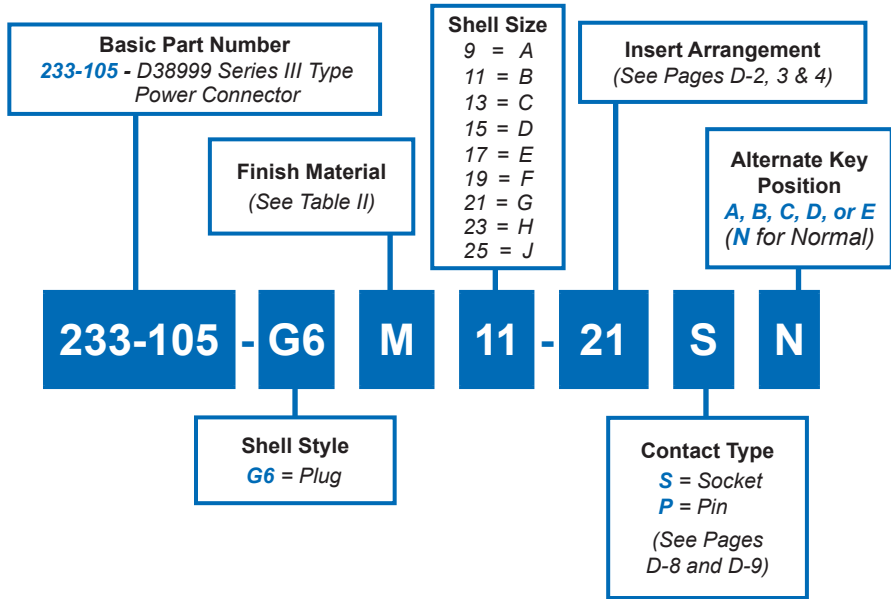 Basic Part Number
233-105 - D38999 Series III Type
Power Connector
Finish Material
(See Table II)
Shell Size
9 = A
11 = B
13 = C
15 = D
17 = E
19 = F
21 = G
23 = H
25 = J
Insert Arrangement
(See Pages D-2, 3 & 4)
Alternate Key
Position
A, B, C, D, or E
(N for Normal)
233-105 - G6 M 11 - 21 S N
Shell Style
G6 = Plug
Contact Type
S = Socket
P = Pin
(See Pages
D-8 and D-9)